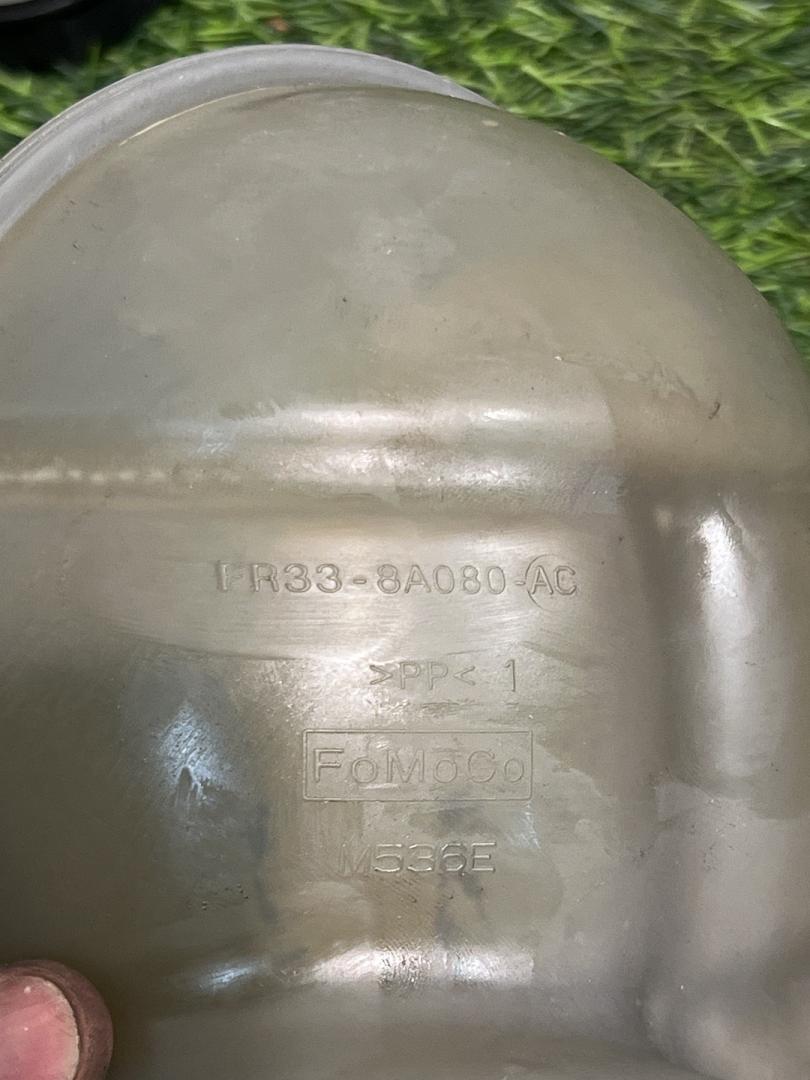 FR33-8A080-AC
>PP< 1
FoMoCo
M536E